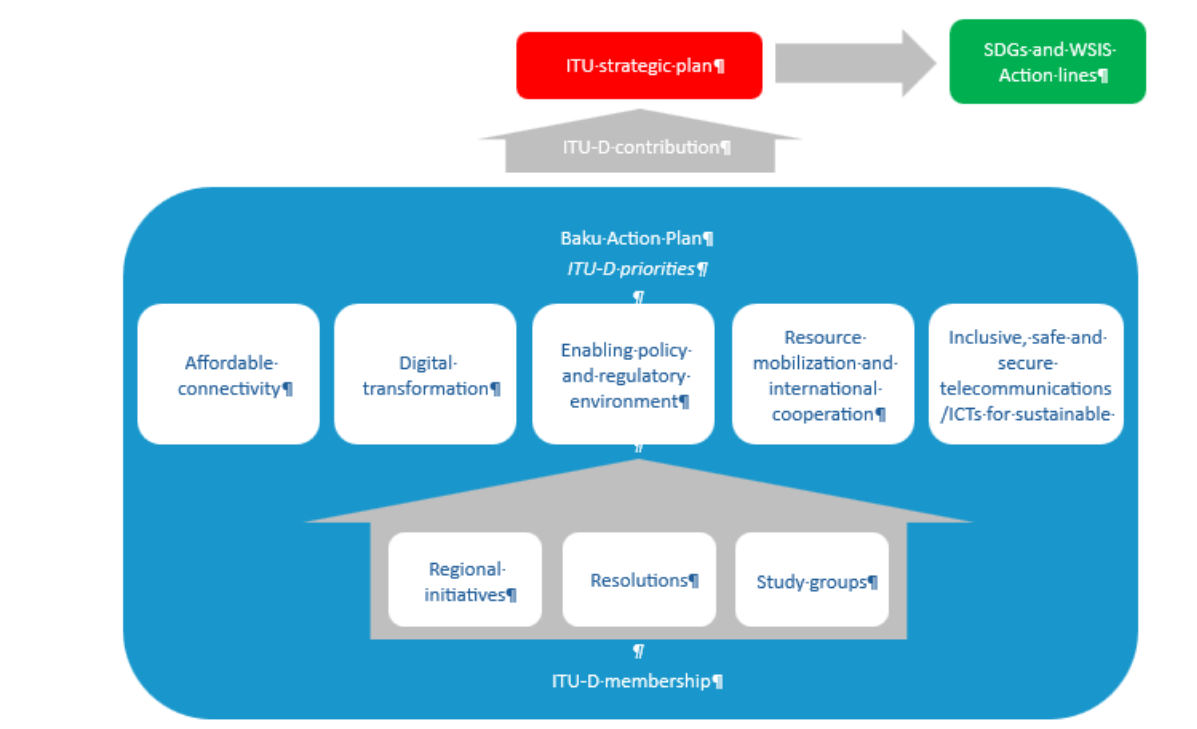 ITU·strategic·plan¶
SDGs·and·WSIS·
Action·lines¶
ITU-D·contribution¶
Baku·Action·Plan¶
ITU-D·priorities¶
¶
Affordable·
connectivity¶
Digital·
transformation¶
Enabling·policy·
and·regulatory·
environment¶
Resource·
mobilization·and·
international·
cooperation¶
Inclusive,·safe·and·
secure·
telecommunications
/ICTs·for·sustainable·
¶
Regional·
initiatives¶
Resolutions¶
Study·groups¶
¶
ITU-D·membership¶